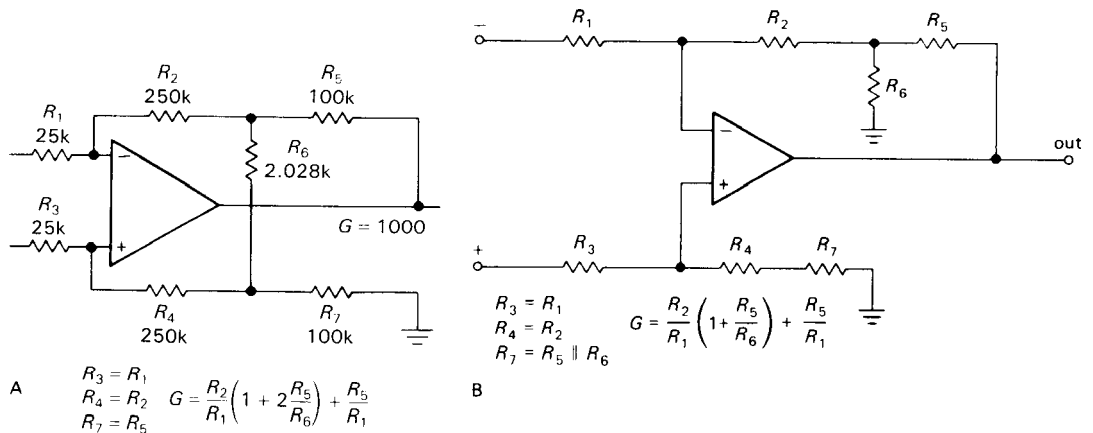 R₂
250k
R₅
100k
R₁
25k
R₆
2.028k
−
R₃
25k
+
G = 1000
R₄
250k
R₇
100k
A
R₃ = R₁
R₄ = R₂
R₇ = R₅
G = R₂/R₁ (1 + 2 R₅/R₆) + R₅/R₁
−
R₁
R₂
R₅
R₆
−
out
+
+
R₃
R₄
R₇
R₃ = R₁
R₄ = R₂
R₇ = R₅ ∥ R₆
G = R₂/R₁ (1 + R₅/R₆) + R₅/R₁
B